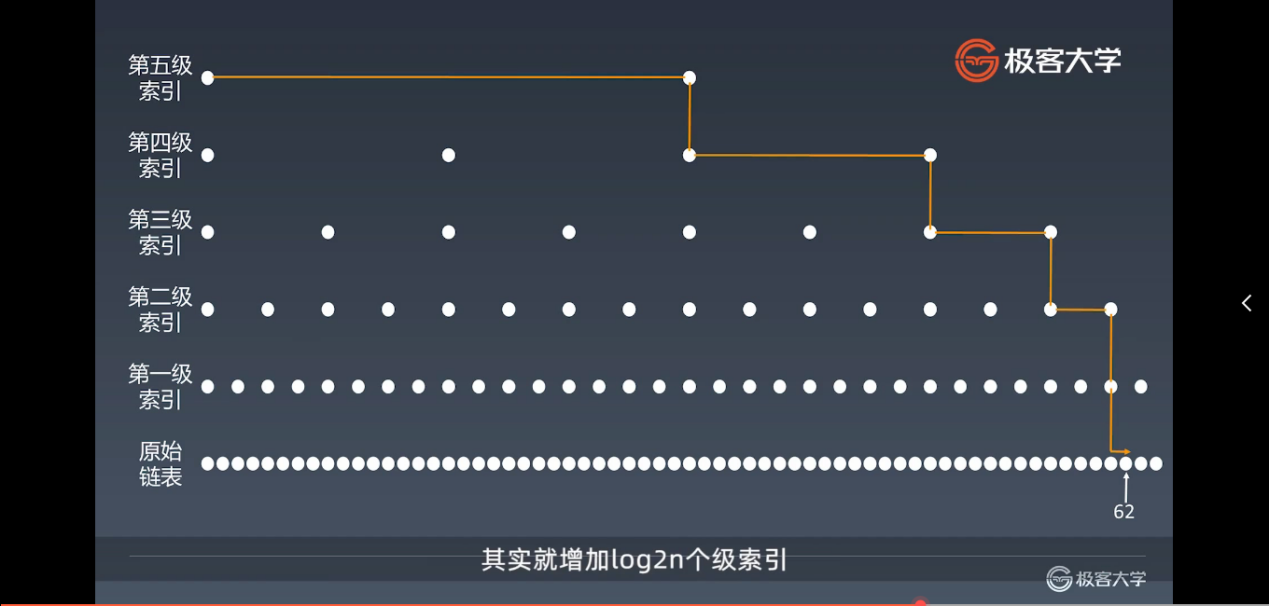 极客大学
第五级
索引
第四级
索引
第三级
索引
第二级
索引
第一级
索引
原始
链表
62
其实就增加log2n个级索引
极客大学